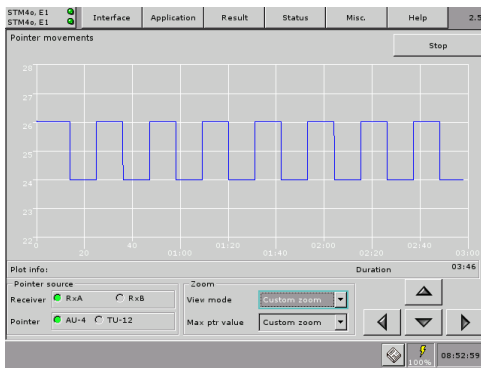 STM4o, E1
STM4o, E1
Interface Application Result Status Misc. Help 2.5
Pointer movements
Stop
28
27
26
25
24
23
22
0 20 40 01:00 01:20 01:40 02:00 02:20 02:40 03:00
Plot info: Duration 03:46
Pointer source
Receiver RxA RxB
Pointer AU-4 TU-12
Zoom
View mode Custom zoom
Max ptr value Custom zoom
100%
08:52:59